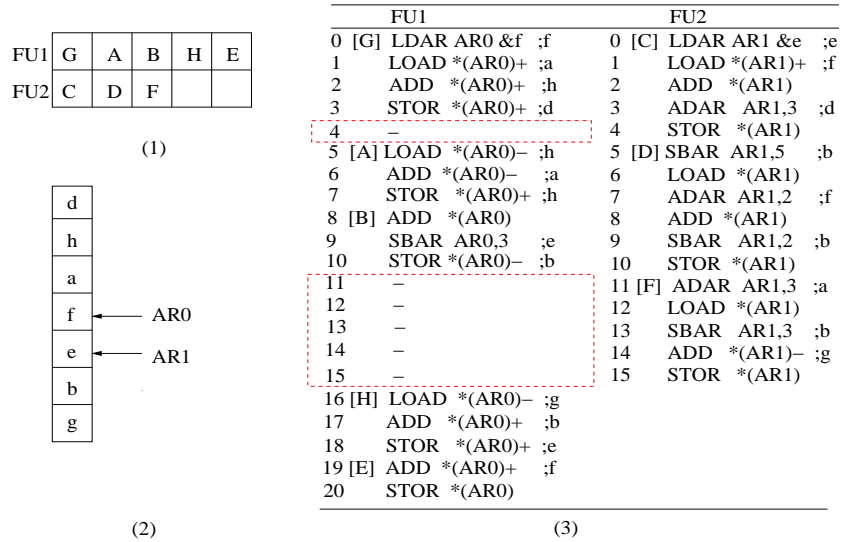 FU1 G A B H E
FU2 C D F
(1)
d
h
a
f AR0
e AR1
b
g
(2)
FU1 FU2
0 [G] LDAR AR0 &f ;f 0 [C] LDAR AR1 &e ;e
1 LOAD *(AR0)+ ;a 1 LOAD *(AR1)+ ;f
2 ADD *(AR0)+ ;h 2 ADD *(AR1)
3 STOR *(AR0)+ ;d 3 ADAR AR1,3 ;d
4 – 4 STOR *(AR1)
5 [A] LOAD *(AR0)– ;h 5 [D] SBAR AR1,5 ;b
6 ADD *(AR0)– ;a 6 LOAD *(AR1)
7 STOR *(AR0)+ ;h 7 ADAR AR1,2 ;f
8 [B] ADD *(AR0) 8 ADD *(AR1)
9 SBAR AR0,3 ;e 9 SBAR AR1,2 ;b
10 STOR *(AR0)– ;b 10 STOR *(AR1)
11 – 11 [F] ADAR AR1,3 ;a
12 – 12 LOAD *(AR1)
13 – 13 SBAR AR1,3 ;b
14 – 14 ADD *(AR1)– ;g
15 – 15 STOR *(AR1)
16 [H] LOAD *(AR0)– ;g
17 ADD *(AR0)+ ;b
18 STOR *(AR0)+ ;e
19 [E] ADD *(AR0)+ ;f
20 STOR *(AR0)
(3)